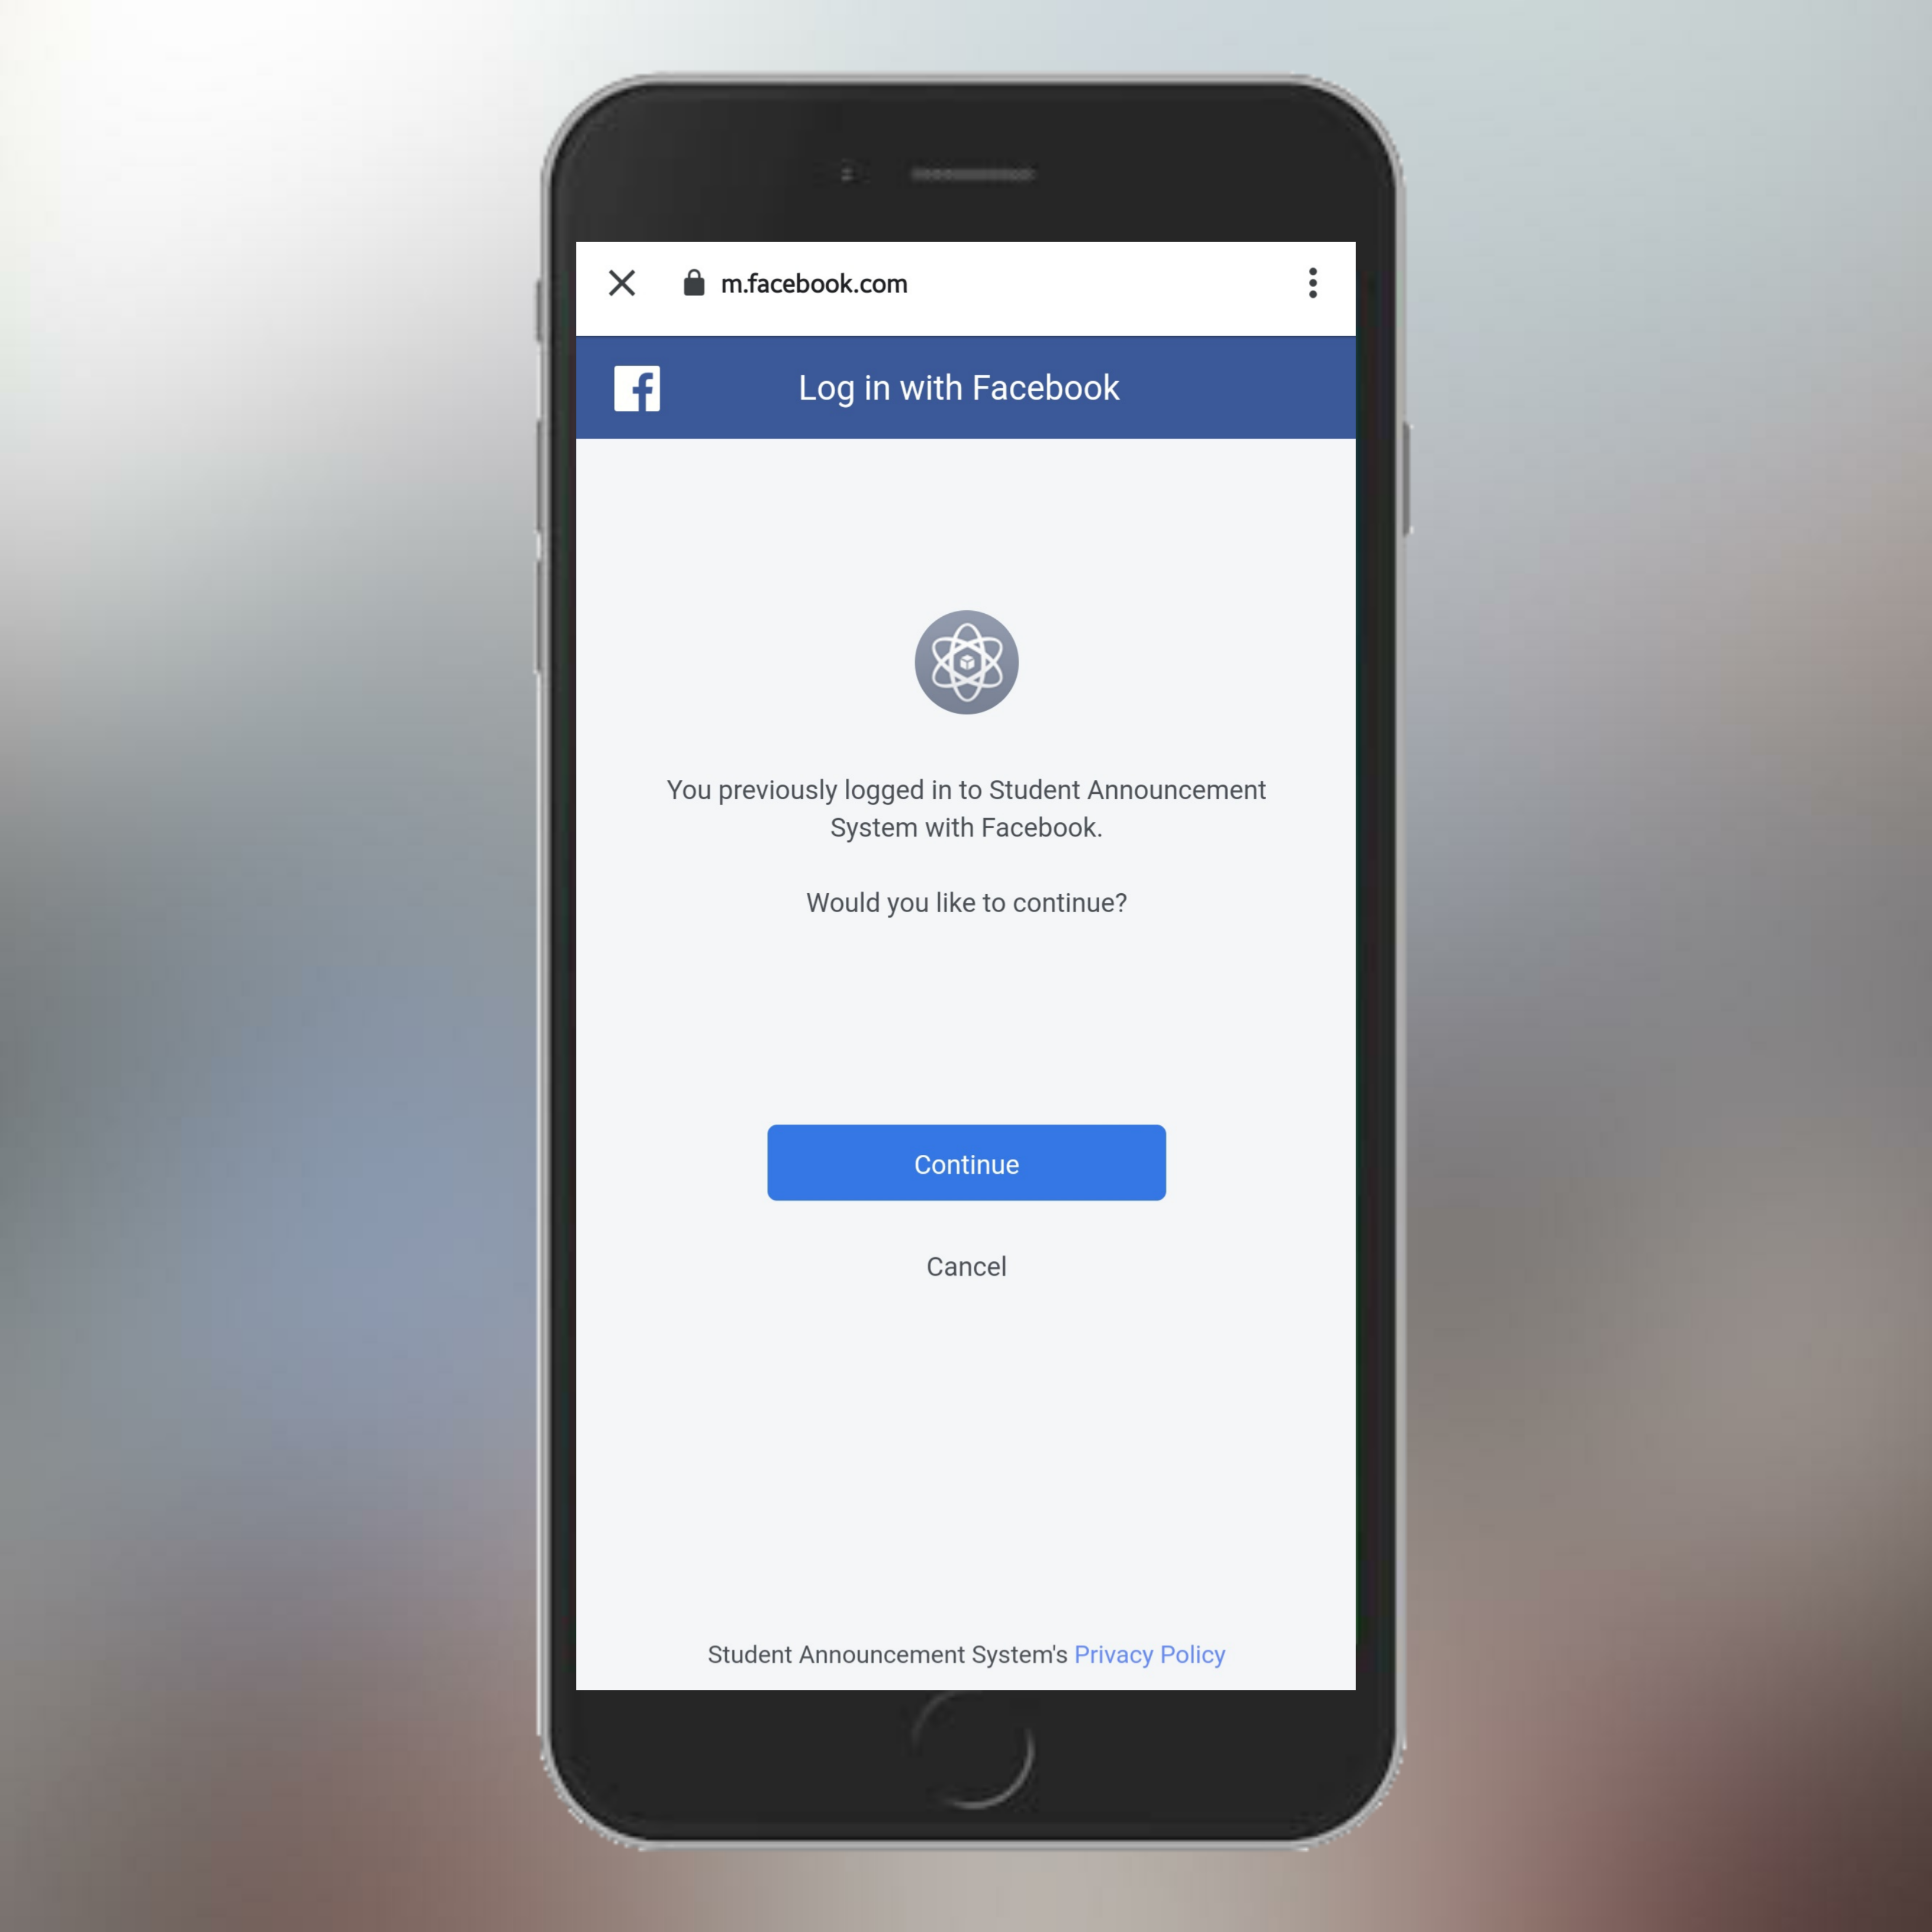 m.facebook.com
Log in with Facebook
You previously logged in to Student Announcement
System with Facebook.
Would you like to continue?
Continue
Cancel
Student Announcement System's Privacy Policy